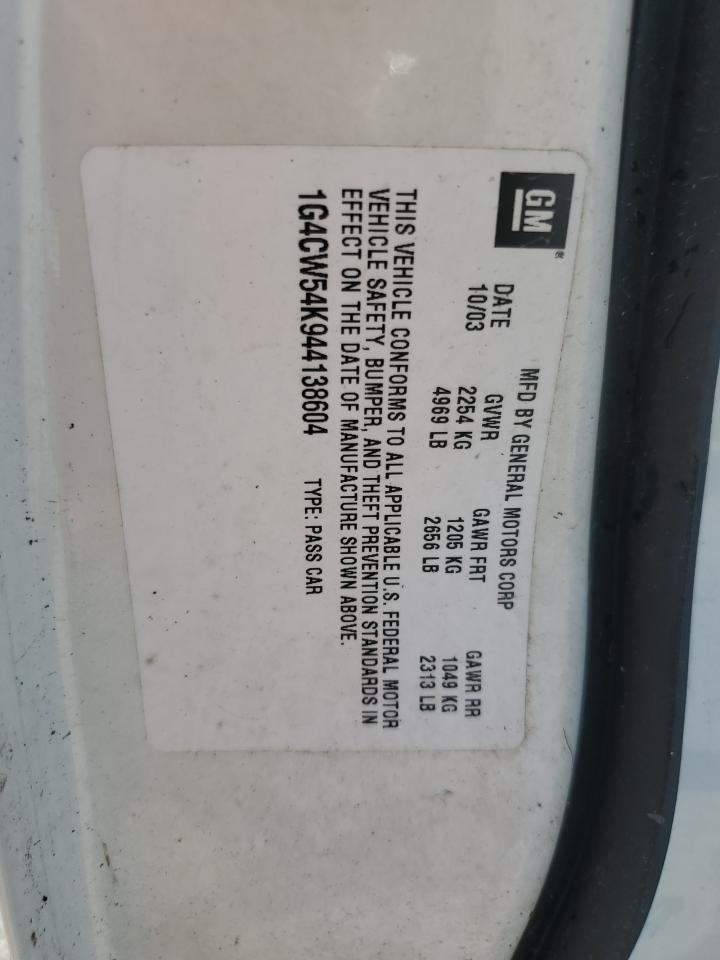 GM®
MFD BY GENERAL MOTORS CORP
DATE GVWR GAWR FRT GAWR RR
10/03 2254 KG 1205 KG 1049 KG
4969 LB 2656 LB 2313 LB
THIS VEHICLE CONFORMS TO ALL APPLICABLE U.S. FEDERAL MOTOR
VEHICLE SAFETY, BUMPER, AND THEFT PREVENTION STANDARDS IN
EFFECT ON THE DATE OF MANUFACTURE SHOWN ABOVE.
1G4CW54K944138604 TYPE: PASS CAR